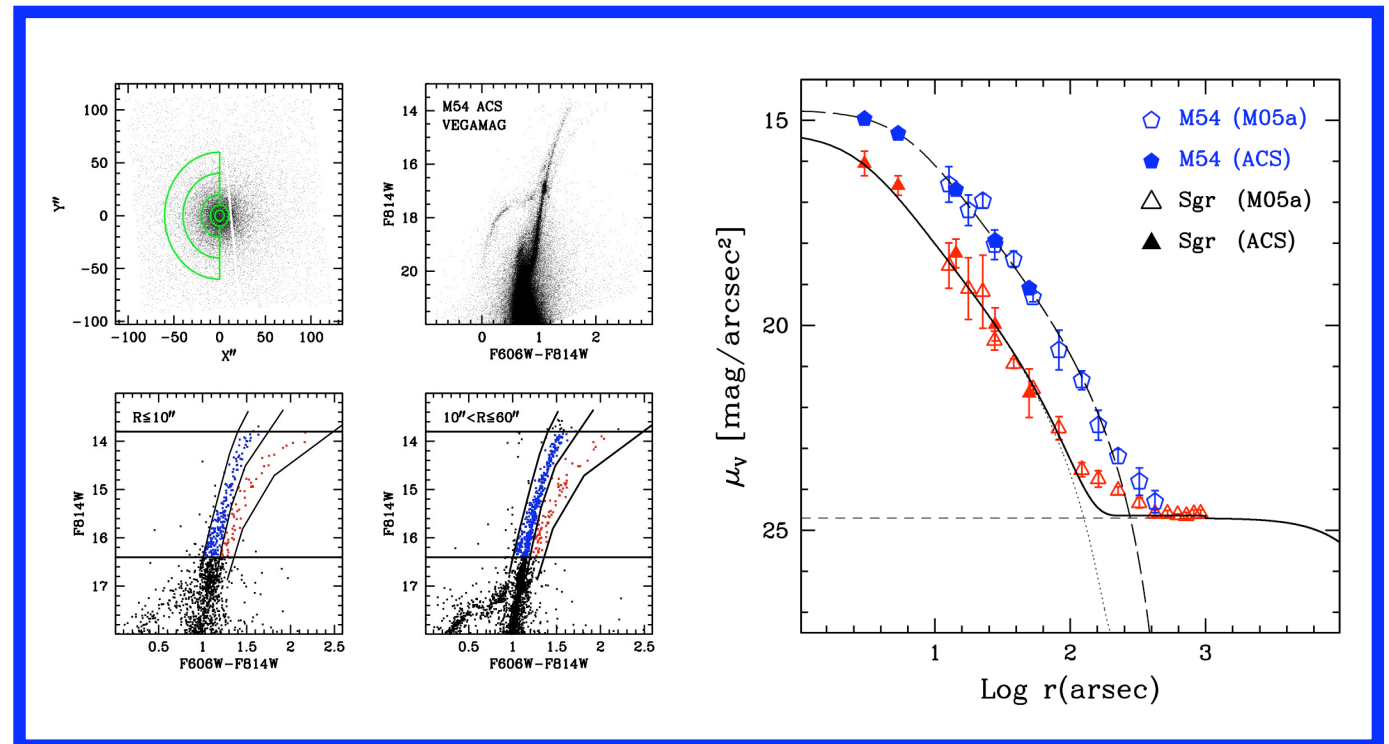 100
50
0
-50
-100
Y″
-100
-50
0
50
100
X″
M54 ACS
VEGAMAG
14
16
18
20
F814W
0
1
2
F606W-F814W
R≦10″
14
15
16
17
F814W
0.5
1
1.5
2
2.5
F606W-F814W
10″<R≦60″
14
15
16
17
F814W
0.5
1
1.5
2
2.5
F606W-F814W
M54 (M05a)
M54 (ACS)
Sgr (M05a)
Sgr (ACS)
15
20
25
μv [mag/arcsec²]
1
2
3
Log r(arsec)